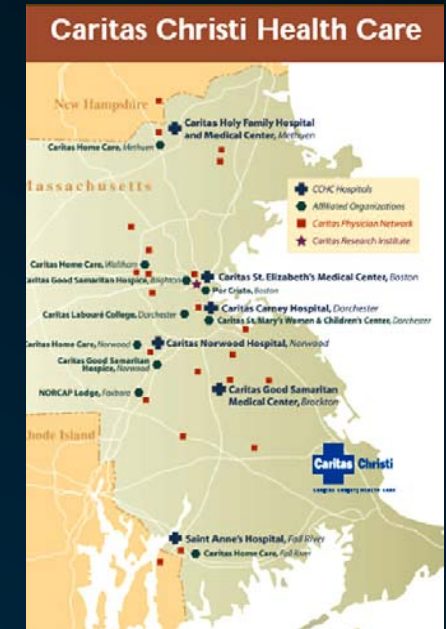 Caritas Christi Health Care
New Hampshire
Caritas Holy Family Hospital
and Medical Center, Methuen
Caritas Home Care, Methuen
Massachusetts
CCHC Hospitals
Affiliated Organizations
Caritas Physician Network
Caritas Research Institute
Caritas Home Care, Waltham
Caritas St. Elizabeth's Medical Center, Boston
Caritas Good Samaritan Hospice, Brighton
Por Cristo, Boston
Caritas Carney Hospital, Dorchester
Caritas Labouré College, Dorchester
Caritas St. Mary's Women & Children's Center, Dorchester
Caritas Home Care, Norwood
Caritas Norwood Hospital, Norwood
Caritas Good Samaritan
Hospice, Norwood
NORCAP Lodge, Foxboro
Caritas Good Samaritan
Medical Center, Brockton
Rhode Island
Caritas Christi
Saint Anne's Hospital, Fall River
Caritas Home Care, Fall River